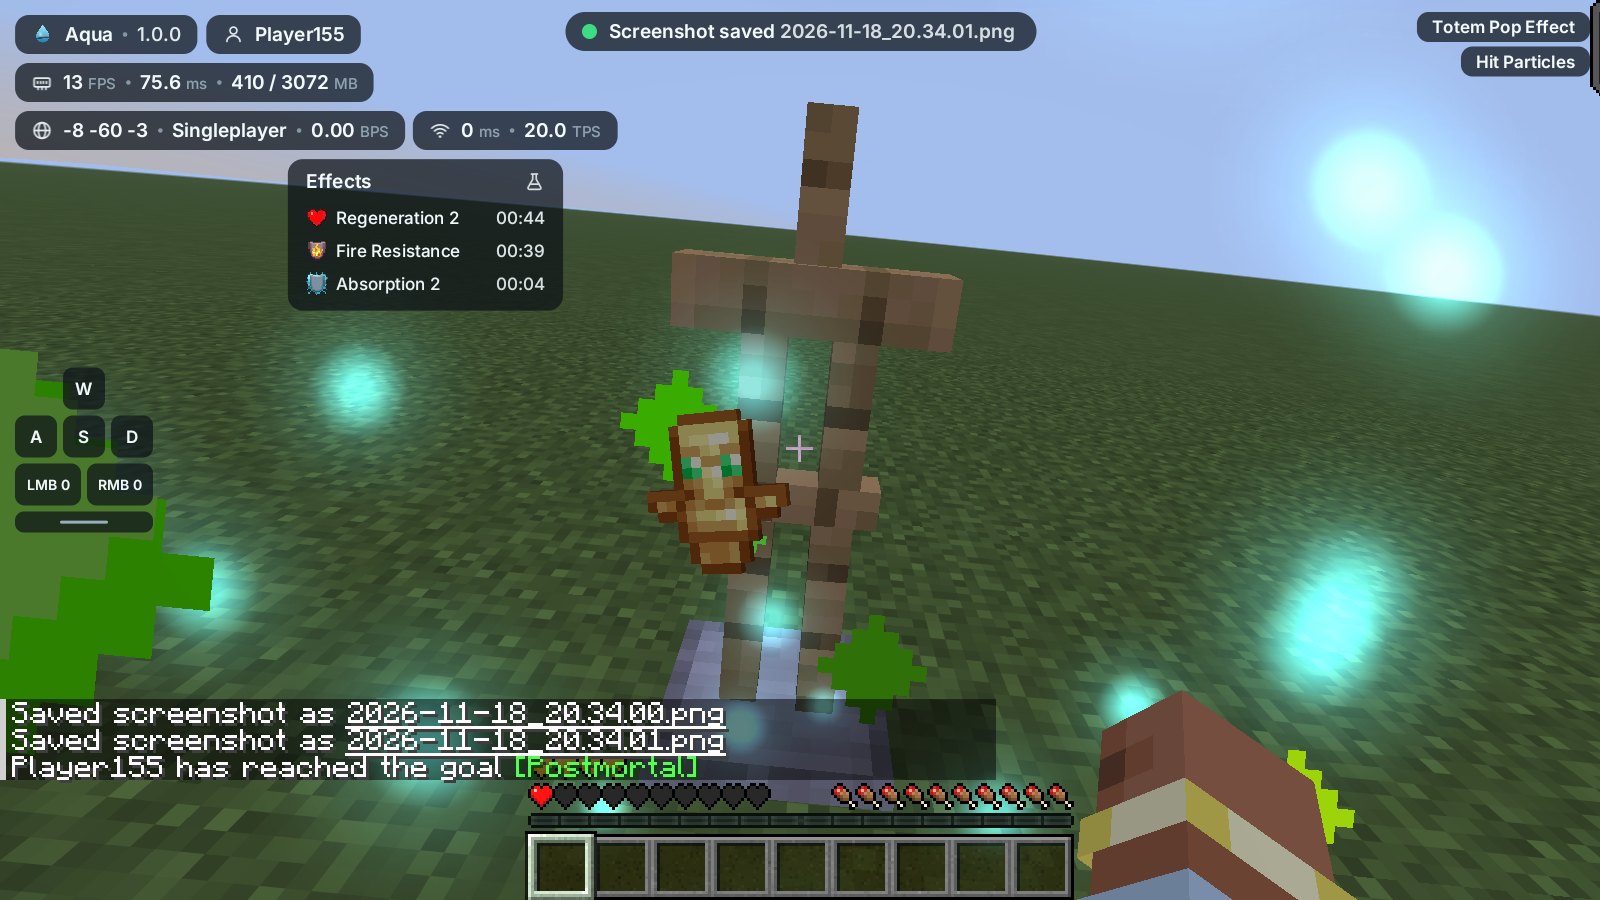 Aqua • 1.0.0
Player155
Screenshot saved 2026-11-18_20.34.01.png
Totem Pop Effect
Hit Particles
13 FPS • 75.6 ms • 410 / 3072 MB
-8 -60 -3 • Singleplayer • 0.00 BPS
0 ms • 20.0 TPS
Effects
Regeneration 2 00:44
Fire Resistance 00:39
Absorption 2 00:04
W
A S D
LMB 0 RMB 0
Saved screenshot as 2026-11-18_20.34.00.png
Saved screenshot as 2026-11-18_20.34.01.png
Player155 has reached the goal [Postmortal]